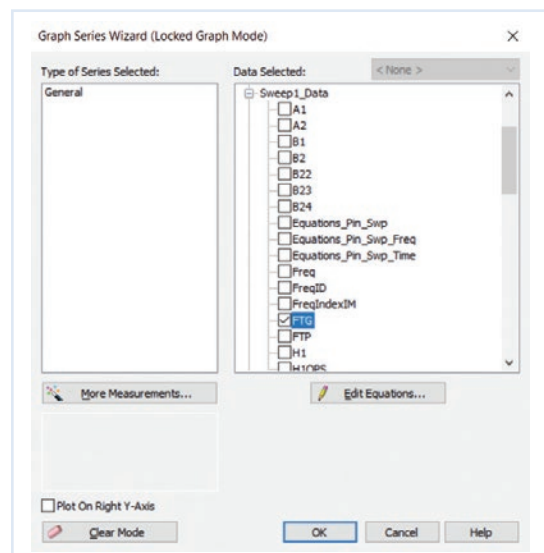 Graph Series Wizard (Locked Graph Mode)
Type of Series Selected:
Data Selected:
< None >
General
Sweep1_Data
A1
A2
B1
B2
B22
B23
B24
Equations_Pin_Swp
Equations_Pin_Swp_Freq
Equations_Pin_Swp_Time
Freq
FreqID
FreqIndexIM
FTG
FTP
H1
H1OPS
More Measurements...
Edit Equations...
Plot On Right Y-Axis
Clear Mode
OK
Cancel
Help